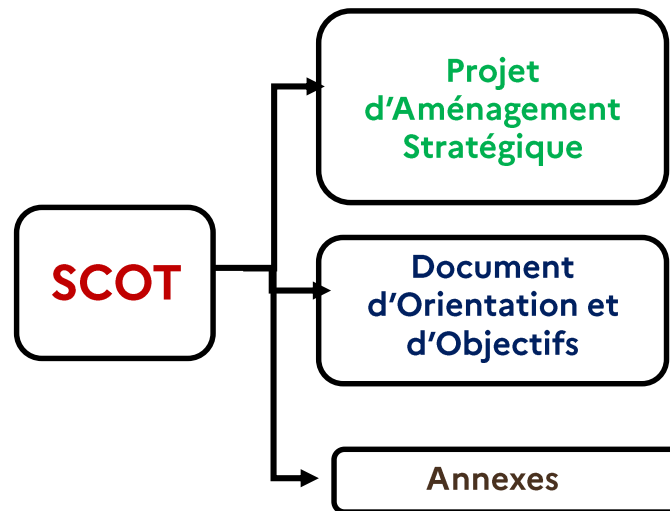 Projet
d'Aménagement
Stratégique
SCOT
Document
d'Orientation et
d'Objectifs
Annexes